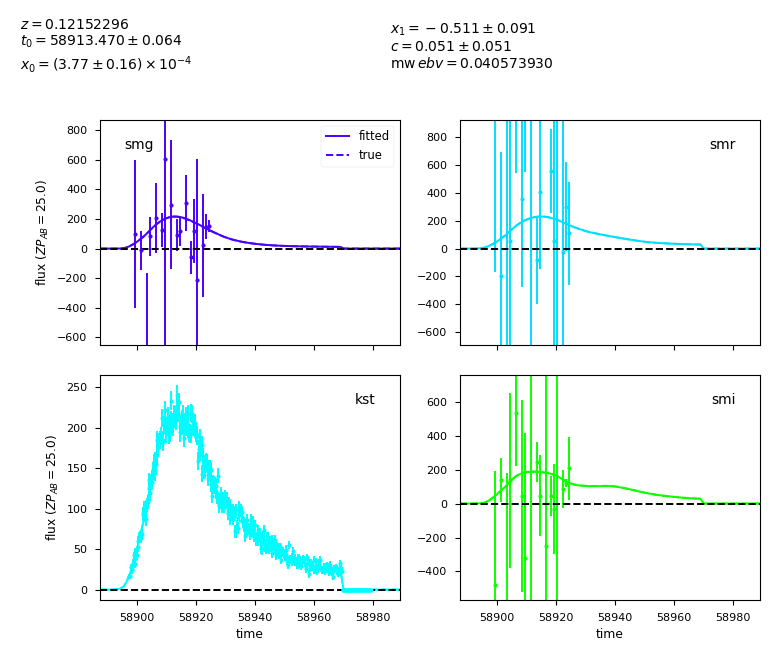 z = 0.12152296
t₀ = 58913.470 ± 0.064
x₀ = (3.77 ± 0.16) × 10⁻⁴
x₁ = −0.511 ± 0.091
c = 0.051 ± 0.051
mw ebv = 0.040573930
smg
fitted
true
800
600
400
200
0
−200
−400
−600
flux (ZP_AB = 25.0)
smr
800
600
400
200
0
−200
−400
−600
kst
250
200
150
100
50
0
flux (ZP_AB = 25.0)
58900 58920 58940 58960 58980
time
smi
600
400
200
0
−200
−400
58900 58920 58940 58960 58980
time